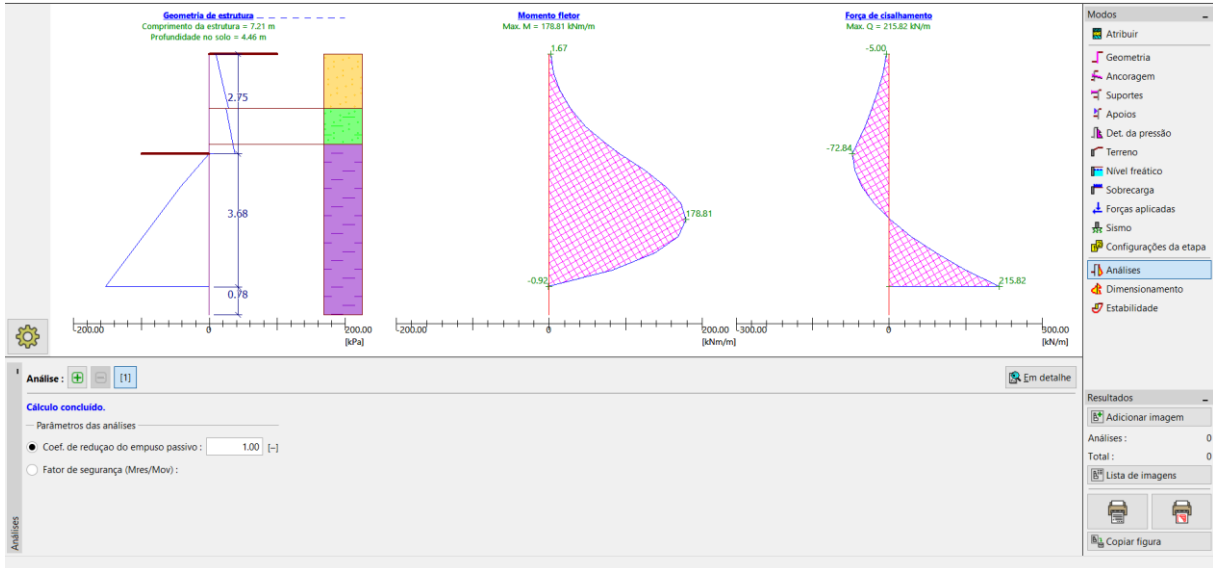 Geometria de estrutura
Comprimento da estrutura = 7.21 m
Profundidade no solo = 4.46 m
2.75
3.68
0.78
-200.00
0
200.00
[kPa]
Momento fletor
Max. M = 178.81 kNm/m
1.67
178.81
-0.92
-200.00
0
200.00
[kNm/m]
Força de cisalhamento
Max. Q = 215.82 kN/m
-5.00
-72.84
215.82
-300.00
0
300.00
[kN/m]
Análise :
[1]
Em detalhe
Cálculo concluído.
Parâmetros das análises
Coef. de redução do empuso passivo :
1.00
[–]
Fator de segurança (Mres/Mov) :
Análises
Modos
Atribuir
Geometria
Ancoragem
Suportes
Apoios
Det. da pressão
Terreno
Nível freático
Sobrecarga
Forças aplicadas
Sismo
Configurações da etapa
Análises
Dimensionamento
Estabilidade
Resultados
Adicionar imagem
Análises : 0
Total : 0
Lista de imagens
Copiar figura